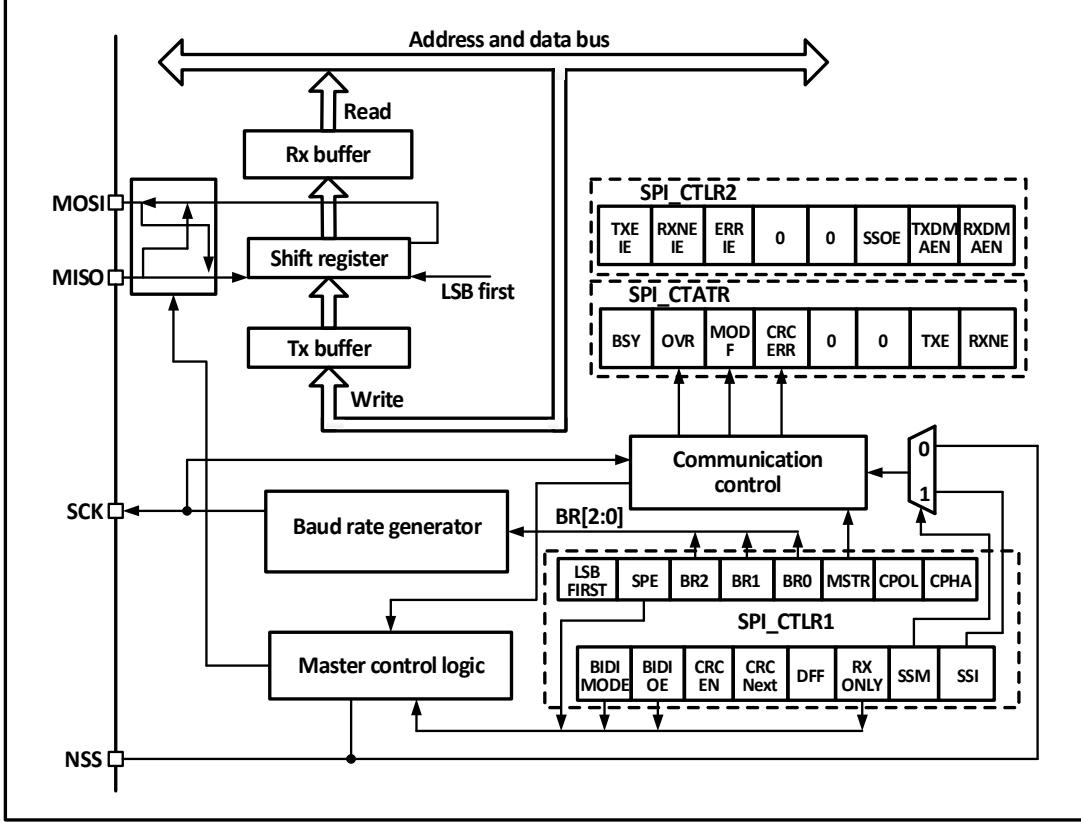 Address and data bus
Read
Rx buffer
MOSI
SPI_CTLR2
TXE
IE
RXNE
IE
ERR
IE
0
0
SSOE
TXDM
AEN
RXDM
AEN
Shift register
MISO
LSB first
SPI_CTATR
BSY
OVR
MOD
F
CRC
ERR
0
0
TXE
RXNE
Tx buffer
Write
Communication
control
0
1
SCK
Baud rate generator
BR[2:0]
LSB
FIRST
SPE
BR2
BR1
BR0
MSTR
CPOL
CPHA
SPI_CTLR1
Master control logic
BIDI
MODE
BIDI
OE
CRC
EN
CRC
Next
DFF
RX
ONLY
SSM
SSI
NSS